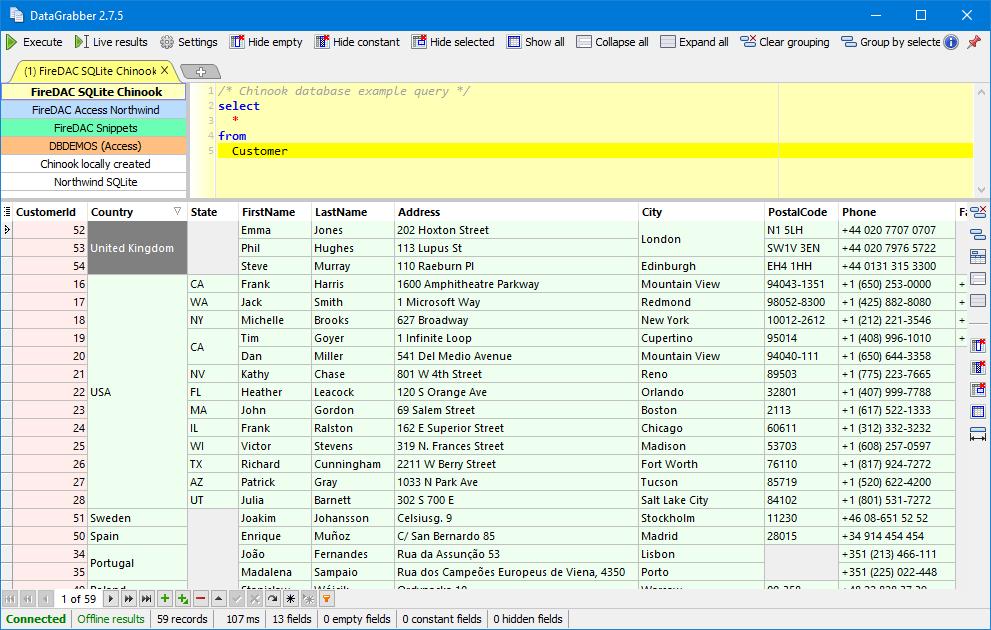 DataGrabber 2.7.5
Execute Live results Settings Hide empty Hide constant Hide selected Show all Collapse all Expand all Clear grouping Group by selecte
(1) FireDAC SQLite Chinook
FireDAC SQLite Chinook
FireDAC Access Northwind
FireDAC Snippets
DBDEMOS (Access)
Chinook locally created
Northwind SQLite
1 /* Chinook database example query */
2 select
3 *
4 from
5 Customer
CustomerId Country State FirstName LastName Address City PostalCode Phone Fa
52 United Kingdom Emma Jones 202 Hoxton Street London N1 5LH +44 020 7707 0707
53 Phil Hughes 113 Lupus St SW1V 3EN +44 020 7976 5722
54 Steve Murray 110 Raeburn Pl Edinburgh EH4 1HH +44 0131 315 3300
16 USA CA Frank Harris 1600 Amphitheatre Parkway Mountain View 94043-1351 +1 (650) 253-0000 +
17 WA Jack Smith 1 Microsoft Way Redmond 98052-8300 +1 (425) 882-8080 +
18 NY Michelle Brooks 627 Broadway New York 10012-2612 +1 (212) 221-3546 +
19 CA Tim Goyer 1 Infinite Loop Cupertino 95014 +1 (408) 996-1010 +
20 Dan Miller 541 Del Medio Avenue Mountain View 94040-111 +1 (650) 644-3358
21 NV Kathy Chase 801 W 4th Street Reno 89503 +1 (775) 223-7665
22 FL Heather Leacock 120 S Orange Ave Orlando 32801 +1 (407) 999-7788
23 MA John Gordon 69 Salem Street Boston 2113 +1 (617) 522-1333
24 IL Frank Ralston 162 E Superior Street Chicago 60611 +1 (312) 332-3232
25 WI Victor Stevens 319 N. Frances Street Madison 53703 +1 (608) 257-0597
26 TX Richard Cunningham 2211 W Berry Street Fort Worth 76110 +1 (817) 924-7272
27 AZ Patrick Gray 1033 N Park Ave Tucson 85719 +1 (520) 622-4200
28 UT Julia Barnett 302 S 700 E Salt Lake City 84102 +1 (801) 531-7272
51 Sweden Joakim Johansson Celsiusg. 9 Stockholm 11230 +46 08-651 52 52
50 Spain Enrique Muñoz C/ San Bernardo 85 Madrid 28015 +34 914 454 454
34 Portugal João Fernandes Rua da Assunção 53 Lisbon +351 (213) 466-111
35 Madalena Sampaio Rua dos Campeões Europeus de Viena, 4350 Porto +351 (225) 022-448
1 of 59
Connected Offline results 59 records 107 ms 13 fields 0 empty fields 0 constant fields 0 hidden fields